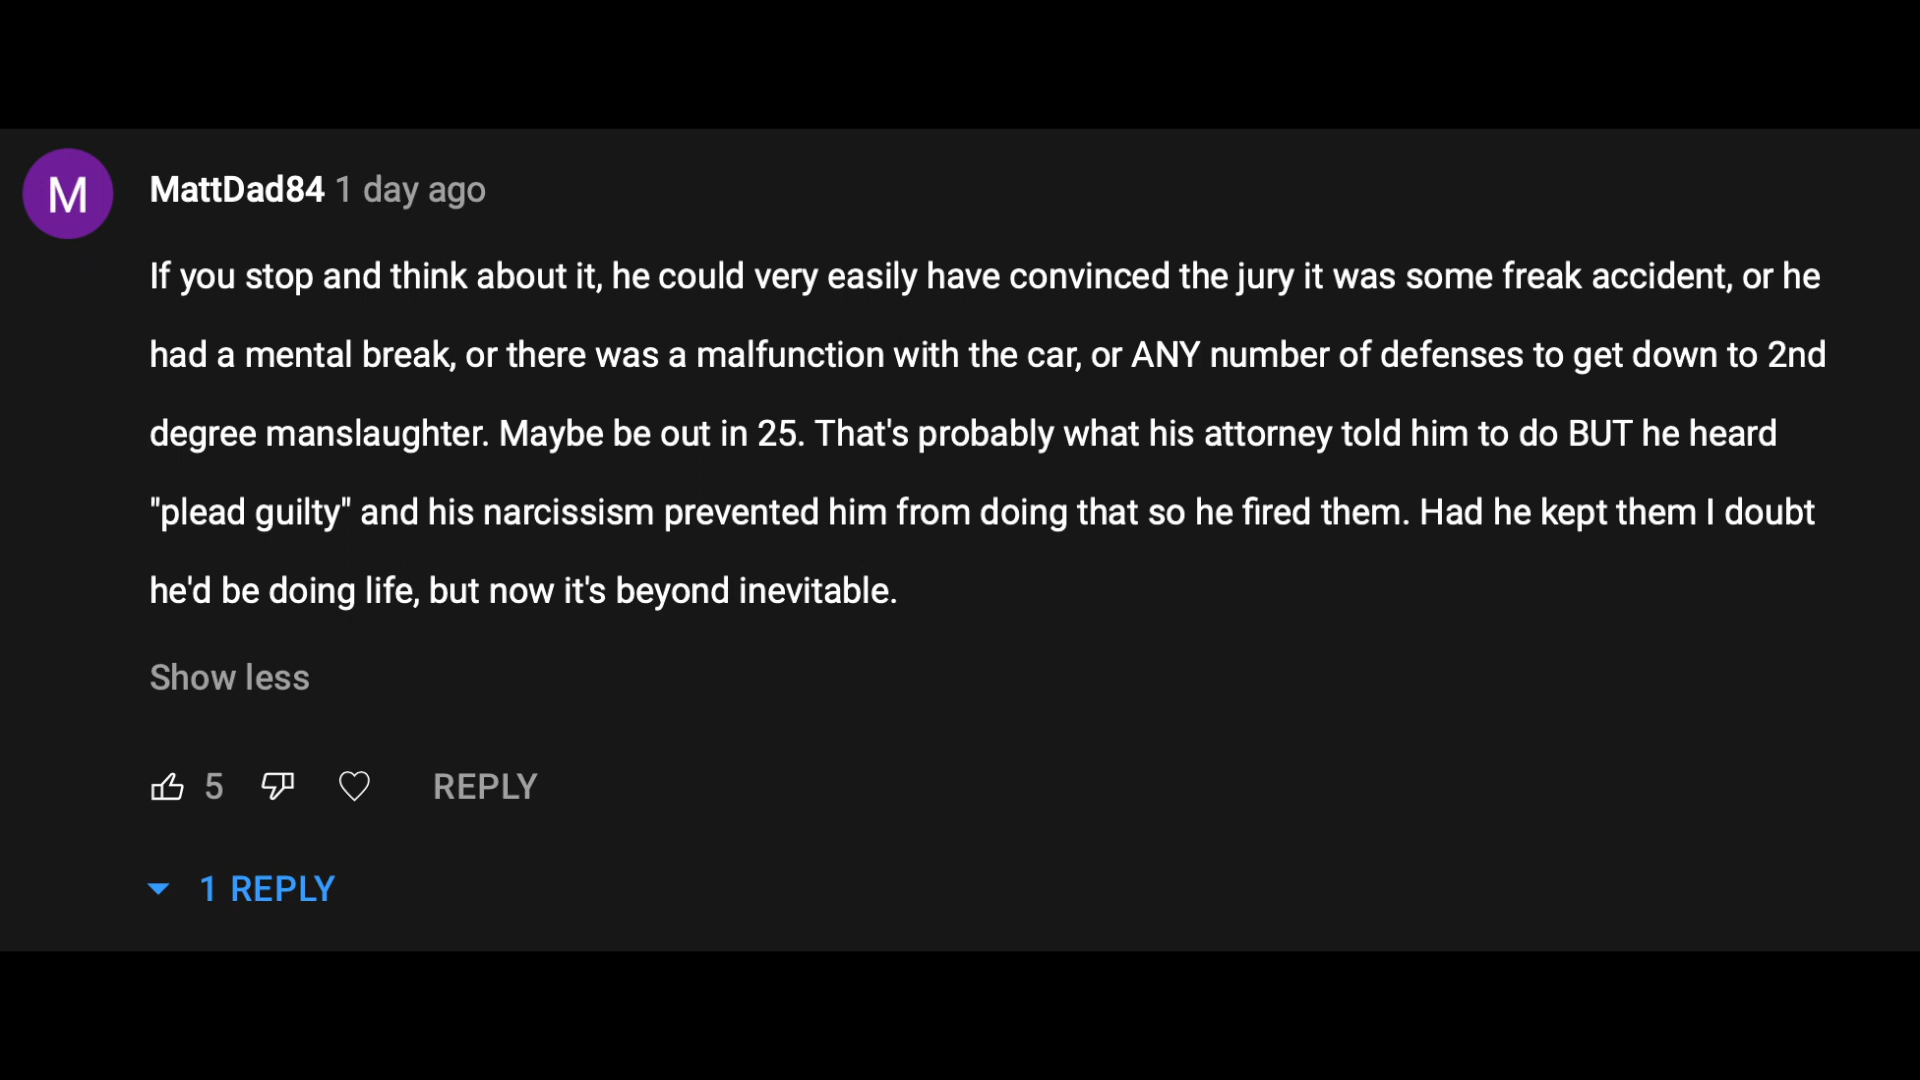 M
MattDad84 1 day ago
If you stop and think about it, he could very easily have convinced the jury it was some freak accident, or he
had a mental break, or there was a malfunction with the car, or ANY number of defenses to get down to 2nd
degree manslaughter. Maybe be out in 25. That's probably what his attorney told him to do BUT he heard
"plead guilty" and his narcissism prevented him from doing that so he fired them. Had he kept them I doubt
he'd be doing life, but now it's beyond inevitable.
Show less
5 REPLY
1 REPLY